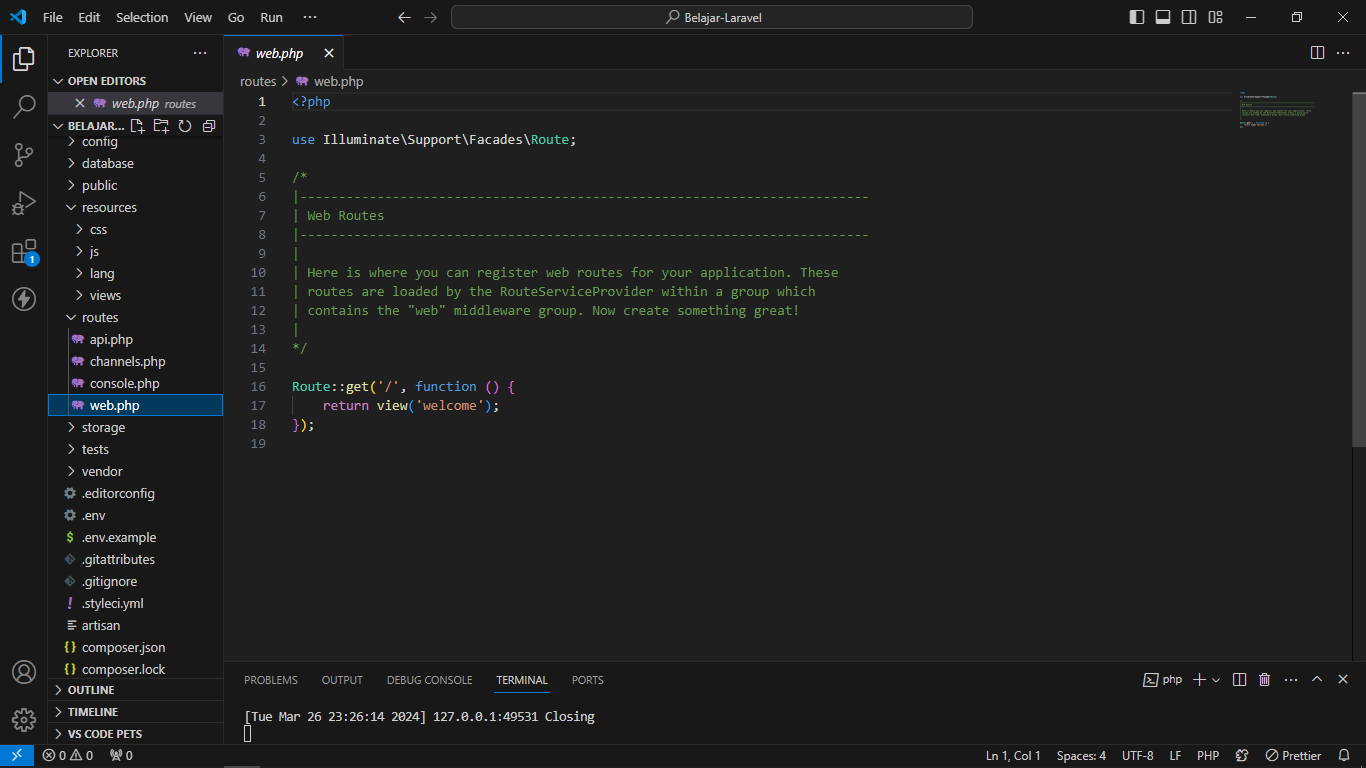 File Edit Selection View Go Run ···
Belajar-Laravel
EXPLORER
OPEN EDITORS
web.php routes
BELAJAR...
config
database
public
resources
css
js
lang
views
routes
api.php
channels.php
console.php
web.php
storage
tests
vendor
.editorconfig
.env
$ .env.example
.gitattributes
.gitignore
! .styleci.yml
artisan
{} composer.json
{} composer.lock
OUTLINE
TIMELINE
VS CODE PETS
1
web.php
routes > web.php
1 <?php
2
3 use Illuminate\Support\Facades\Route;
4
5 /*
6 |--------------------------------------------------------------------------
7 | Web Routes
8 |--------------------------------------------------------------------------
9 |
10 | Here is where you can register web routes for your application. These
11 | routes are loaded by the RouteServiceProvider within a group which
12 | contains the "web" middleware group. Now create something great!
13 |
14 */
15
16 Route::get('/', function () {
17     return view('welcome');
18 });
19
PROBLEMS OUTPUT DEBUG CONSOLE TERMINAL PORTS
php
[Tue Mar 26 23:26:14 2024] 127.0.0.1:49531 Closing
0 0 0
Ln 1, Col 1 Spaces: 4 UTF-8 LF PHP Prettier